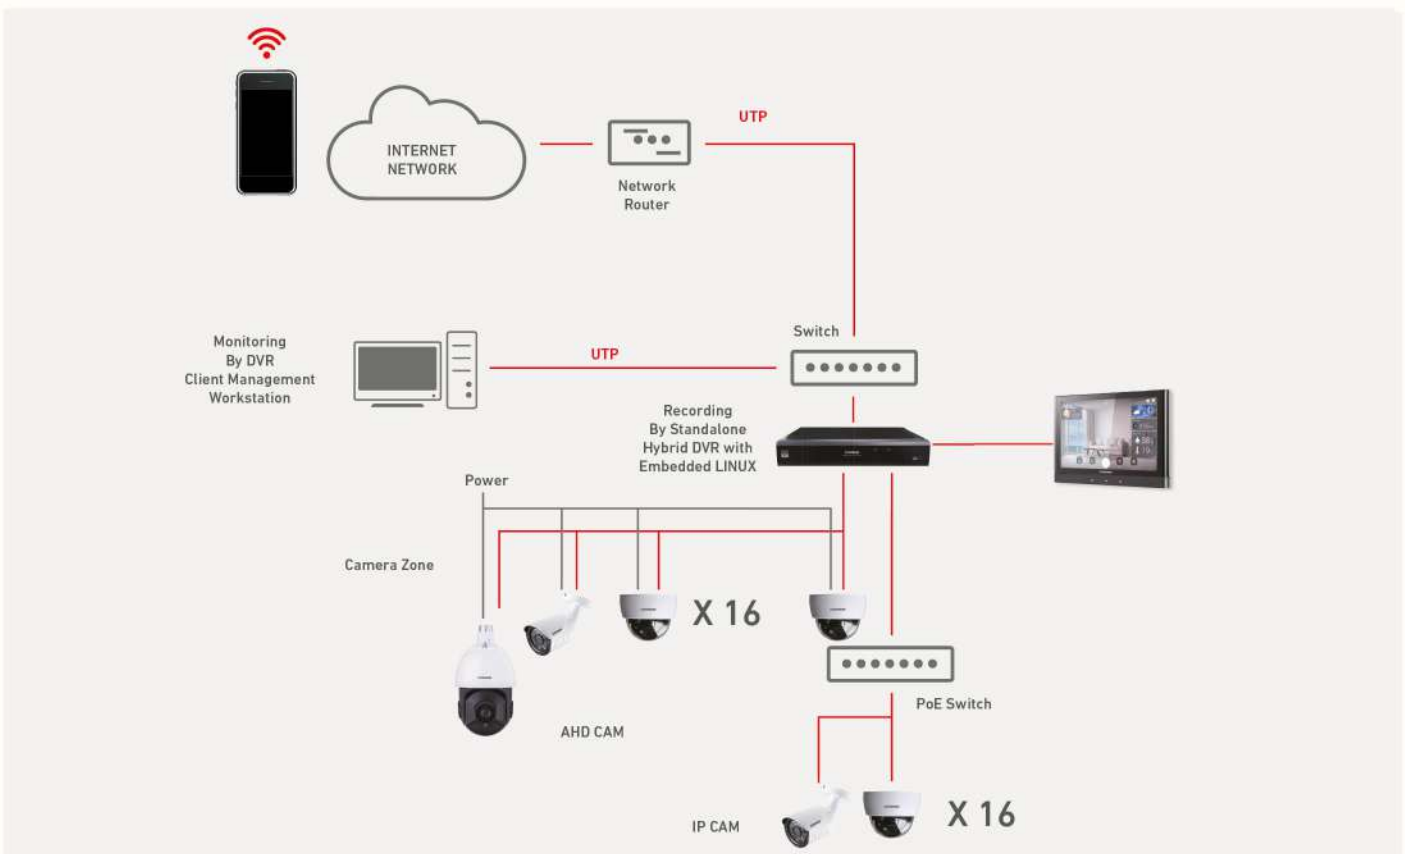 UTP
INTERNET
NETWORK
Network
Router
Switch
Monitoring
By DVR
Client Management
Workstation
UTP
Recording
By Standalone
Hybrid DVR with
Embedded LINUX
Power
Camera Zone
X 16
PoE Switch
AHD CAM
X 16
IP CAM